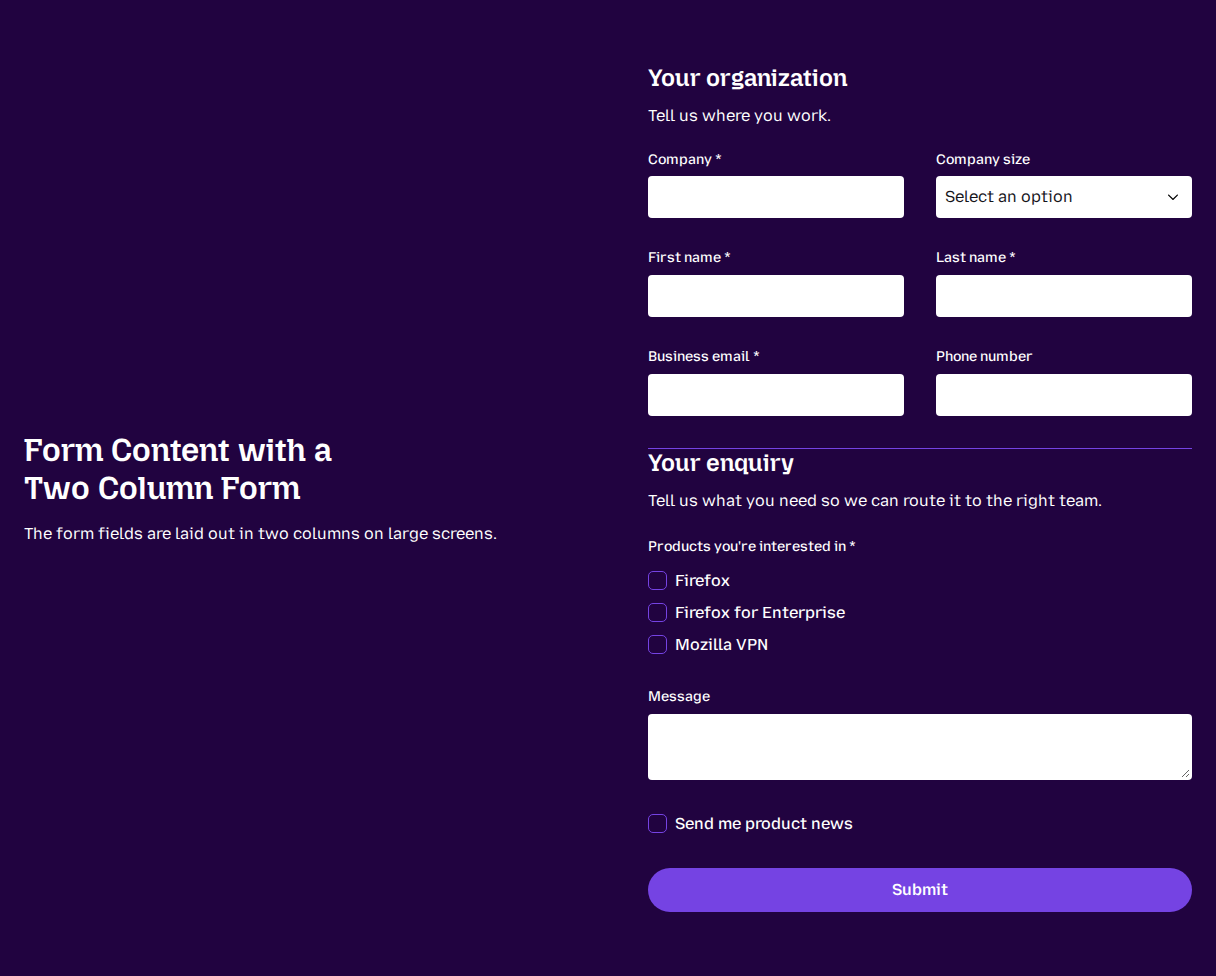 Form Content with a
Two Column Form
The form fields are laid out in two columns on large screens.
Your organization
Tell us where you work.
Company *
Company size
Select an option
First name *
Last name *
Business email *
Phone number
Your enquiry
Tell us what you need so we can route it to the right team.
Products you're interested in *
Firefox
Firefox for Enterprise
Mozilla VPN
Message
Send me product news
Submit